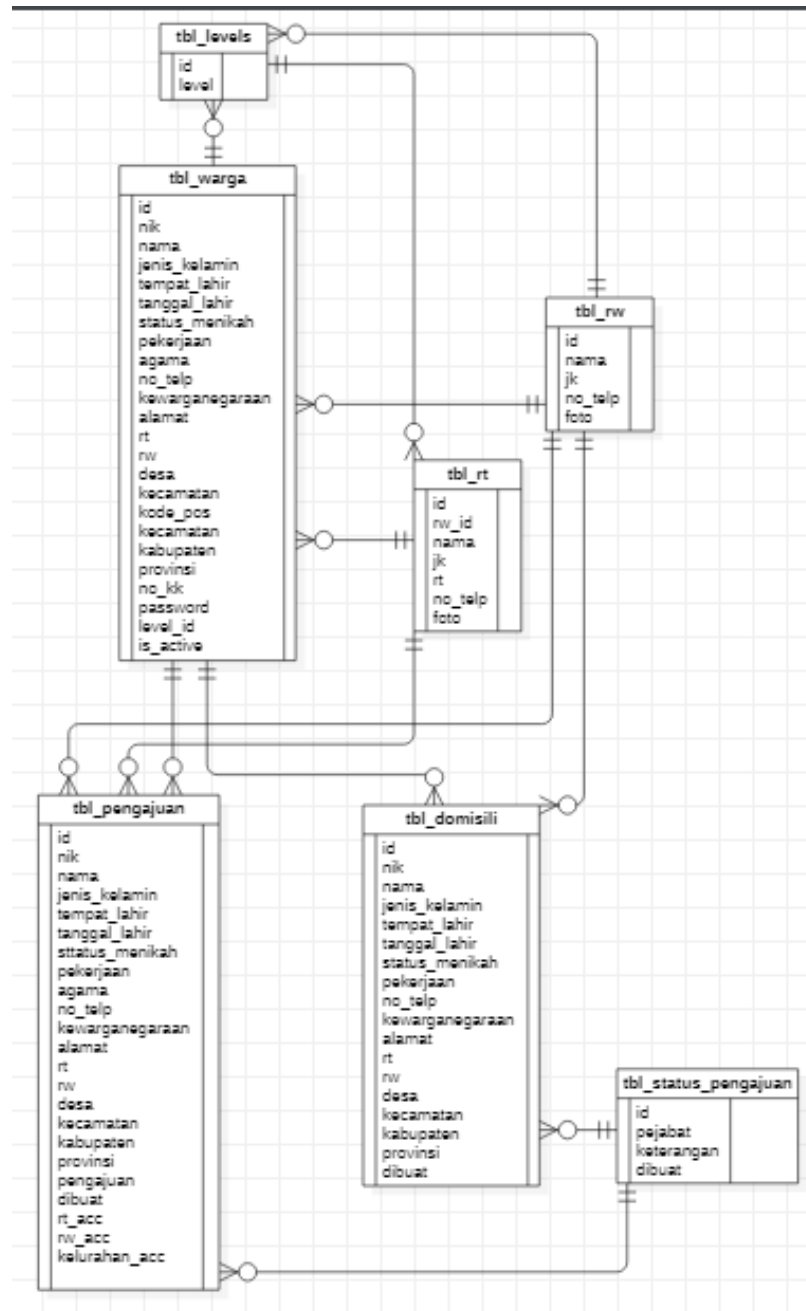 tbl_levels
id
level
tbl_warga
id
nik
nama
jenis_kelamin
tempat_lahir
tanggal_lahir
status_menikah
pekerjaan
agama
no_telp
kewarganegaraan
alamat
rt
rw
desa
kecamatan
kode_pos
kecamatan
kabupaten
provinsi
no_kk
password
level_id
is_active
tbl_rw
id
nama
jk
no_telp
foto
tbl_rt
id
rw_id
nama
jk
rt
no_telp
foto
tbl_pengajuan
id
nik
nama
jenis_kelamin
tempat_lahir
tanggal_lahir
sttatus_menikah
pekerjaan
agama
no_telp
kewarganegaraan
alamat
rt
rw
desa
kecamatan
kabupaten
provinsi
pengajuan
dibuat
rt_acc
rw_acc
kelurahan_acc
tbl_domisili
id
nik
nama
jenis_kelamin
tempat_lahir
tanggal_lahir
status_menikah
pekerjaan
no_telp
kewarganegaraan
alamat
rt
rw
desa
kecamatan
kabupaten
provinsi
dibuat
tbl_status_pengajuan
id
pejabat
keterangan
dibuat